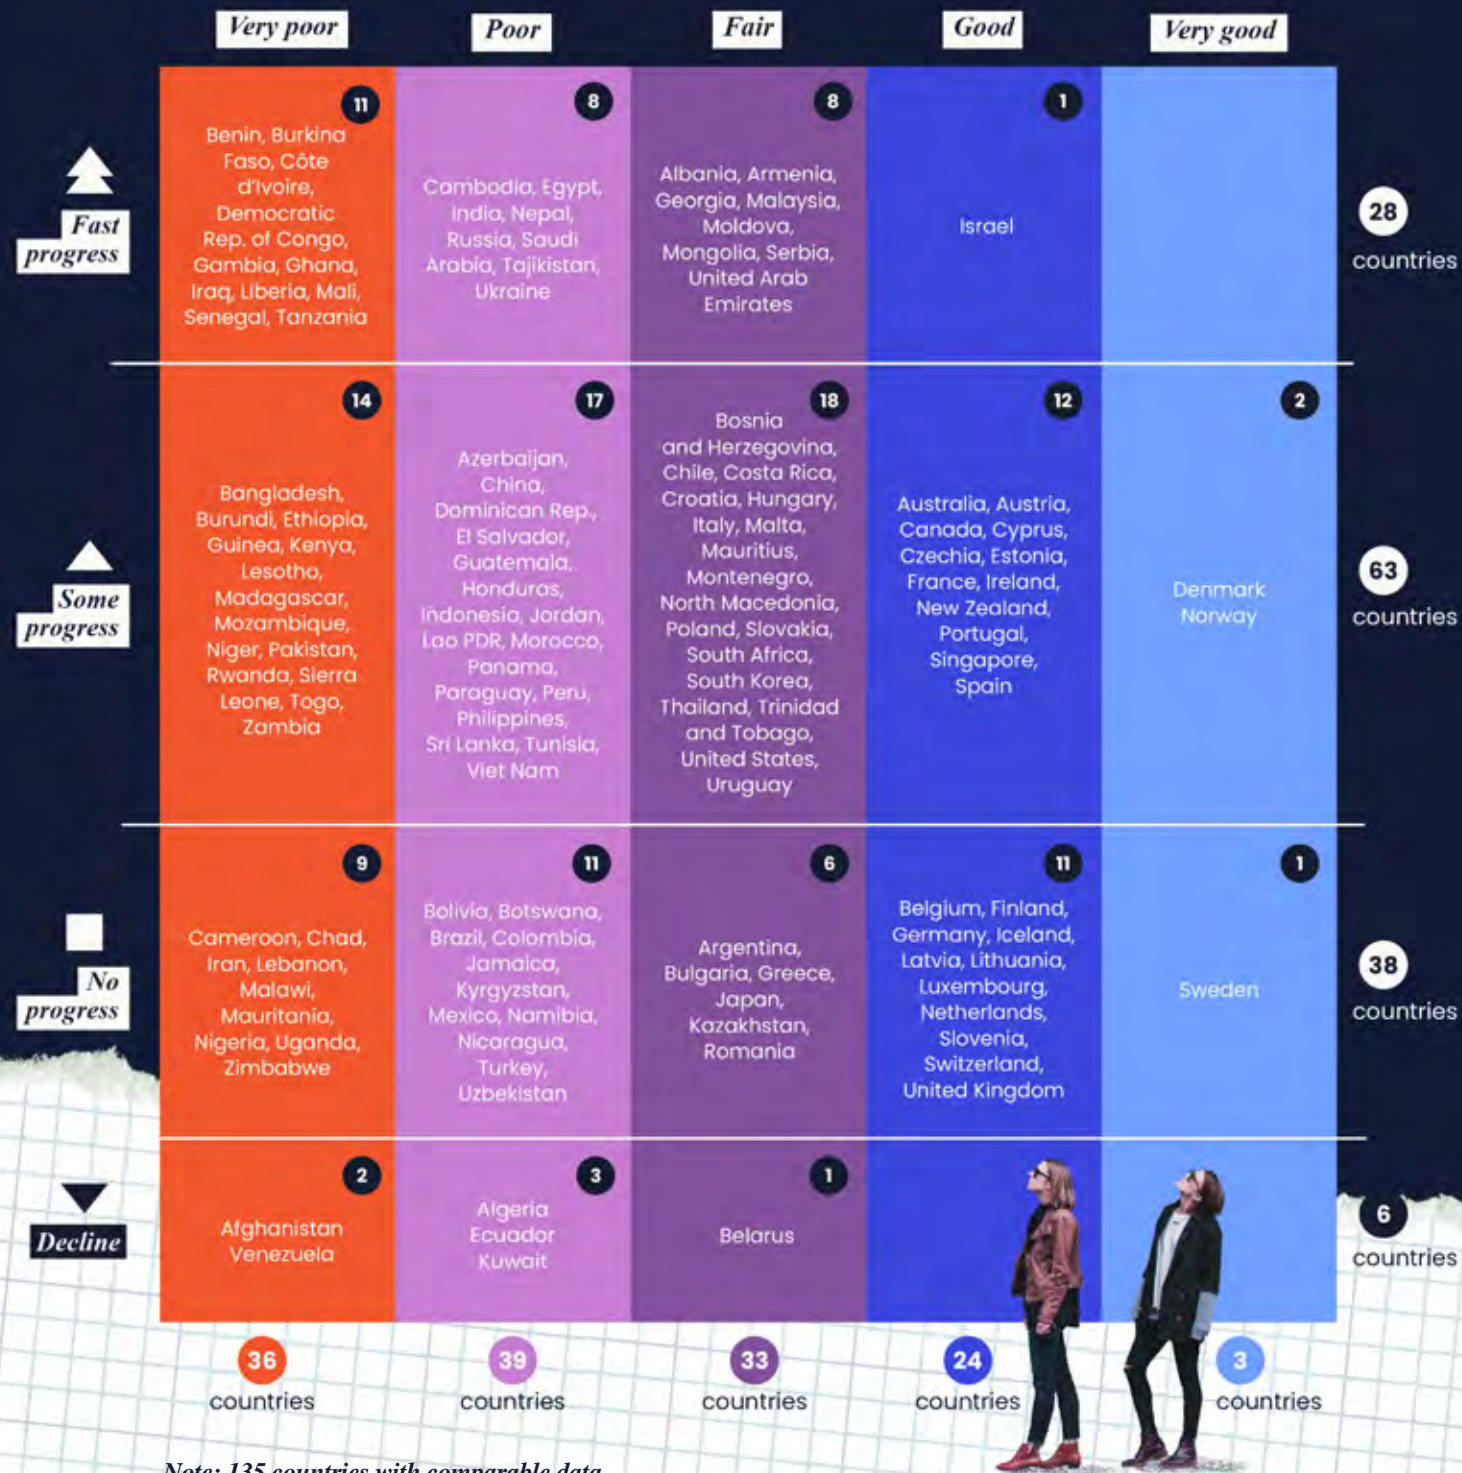 Very poor
Poor
Fair
Good
Very good
Fast
progress
11
Benin, Burkina
Faso, Côte
d'Ivoire,
Democratic
Rep. of Congo,
Gambia, Ghana,
Iraq, Liberia, Mali,
Senegal, Tanzania
8
Cambodia, Egypt,
India, Nepal,
Russia, Saudi
Arabia, Tajikistan,
Ukraine
8
Albania, Armenia,
Georgia, Malaysia,
Moldova,
Mongolia, Serbia,
United Arab
Emirates
1
Israel
28
countries
Some
progress
14
Bangladesh,
Burundi, Ethiopia,
Guinea, Kenya,
Lesotho,
Madagascar,
Mozambique,
Niger, Pakistan,
Rwanda, Sierra
Leone, Togo,
Zambia
17
Azerbaijan,
China,
Dominican Rep.,
El Salvador,
Guatemala,
Honduras,
Indonesia, Jordan,
Lao PDR, Morocco,
Panama,
Paraguay, Peru,
Philippines,
Sri Lanka, Tunisia,
Viet Nam
18
Bosnia
and Herzegovina,
Chile, Costa Rica,
Croatia, Hungary,
Italy, Malta,
Mauritius,
Montenegro,
North Macedonia,
Poland, Slovakia,
South Africa,
South Korea,
Thailand, Trinidad
and Tobago,
United States,
Uruguay
12
Australia, Austria,
Canada, Cyprus,
Czechia, Estonia,
France, Ireland,
New Zealand,
Portugal,
Singapore,
Spain
2
Denmark
Norway
63
countries
No
progress
9
Cameroon, Chad,
Iran, Lebanon,
Malawi,
Mauritania,
Nigeria, Uganda,
Zimbabwe
11
Bolivia, Botswana,
Brazil, Colombia,
Jamaica,
Kyrgyzstan,
Mexico, Namibia,
Nicaragua,
Turkey,
Uzbekistan
6
Argentina,
Bulgaria, Greece,
Japan,
Kazakhstan,
Romania
11
Belgium, Finland,
Germany, Iceland,
Latvia, Lithuania,
Luxembourg,
Netherlands,
Slovenia,
Switzerland,
United Kingdom
1
Sweden
38
countries
Decline
2
Afghanistan
Venezuela
3
Algeria
Ecuador
Kuwait
1
Belarus
6
countries
36
countries
39
countries
33
countries
24
countries
3
countries
Note: 135 countries with comparable data